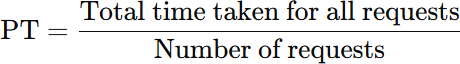 PT = Total time taken for all requests
Number of requests